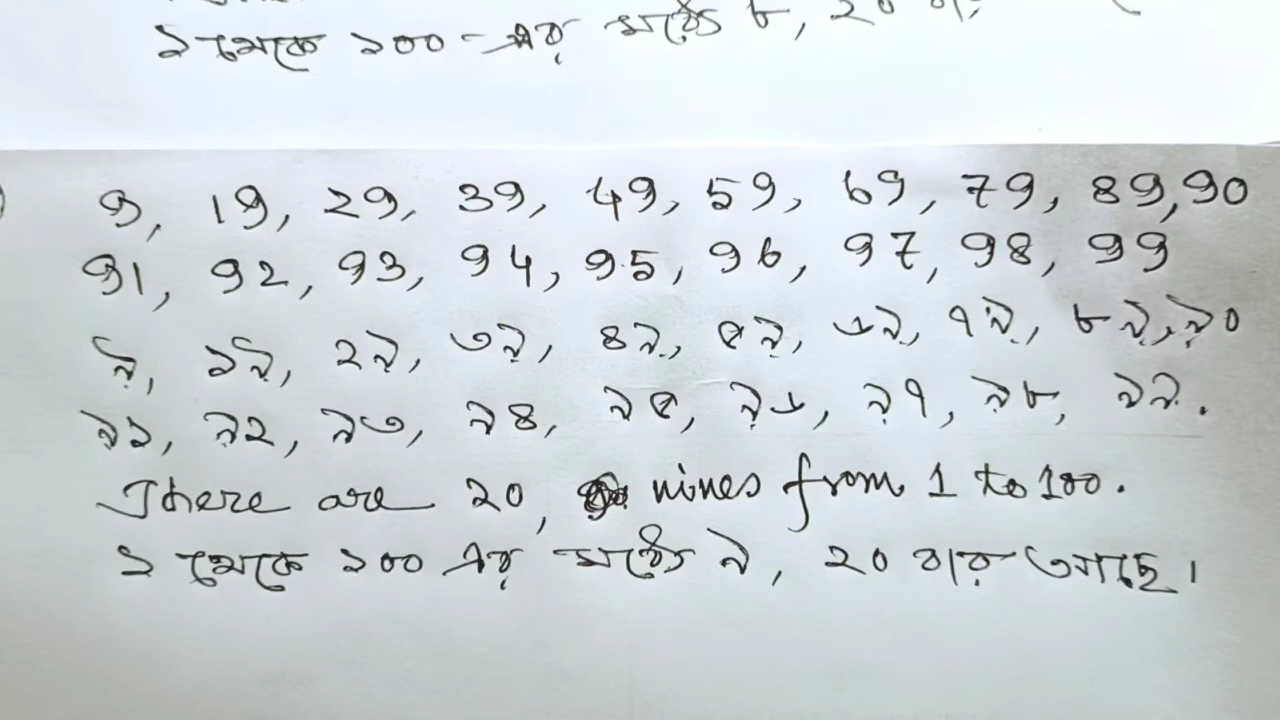 ১ থেকে ১০০-এর মধ্যে ৮, ২০
9, 19, 29, 39, 49, 59, 69, 79, 89, 90
91, 92, 93, 94, 95, 96, 97, 98, 99
৯, ১৯, ২৯, ৩৯, ৪৯, ৫৯, ৬৯, ৭৯, ৮৯, ৯০
৯১, ৯২, ৯৩, ৯৪, ৯৫, ৯৬, ৯৭, ৯৮, ৯৯.
There are 20, nines from 1 to 100.
১ থেকে ১০০ এর মধ্যে ৯, ২০ বার আছে।